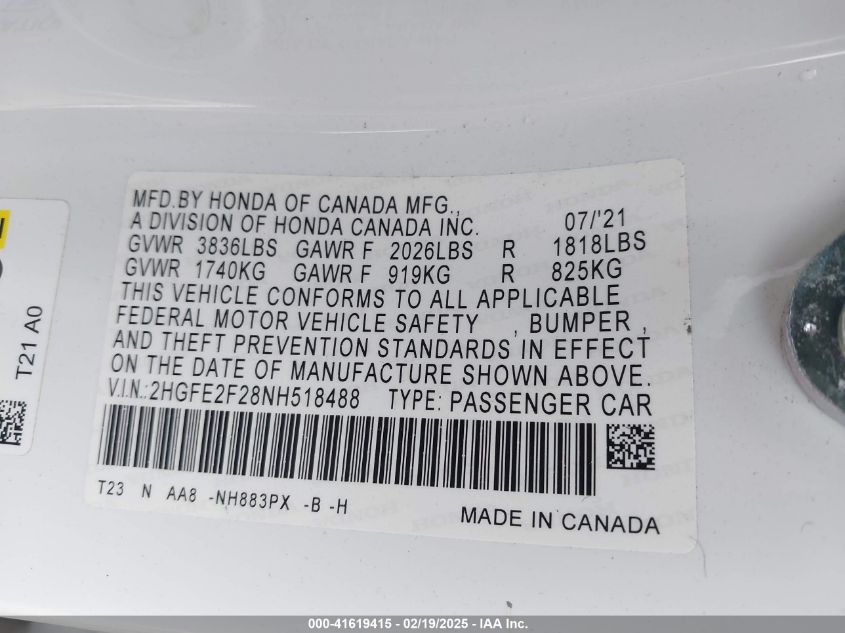 MFD.BY HONDA OF CANADA MFG.,
A DIVISION OF HONDA CANADA INC. 07/'21
GVWR 3836LBS GAWR F 2026LBS R 1818LBS
GVWR 1740KG GAWR F 919KG R 825KG
THIS VEHICLE CONFORMS TO ALL APPLICABLE
FEDERAL MOTOR VEHICLE SAFETY , BUMPER ,
AND THEFT PREVENTION STANDARDS IN EFFECT
ON THE DATE OF MANUFACTURE SHOWN ABOVE.
V.I.N.:2HGFE2F28NH518488 TYPE: PASSENGER CAR
T23 N AA8 -NH883PX -B -H
MADE IN CANADA
T21 A0
000-41619415 - 02/19/2025 - IAA Inc.